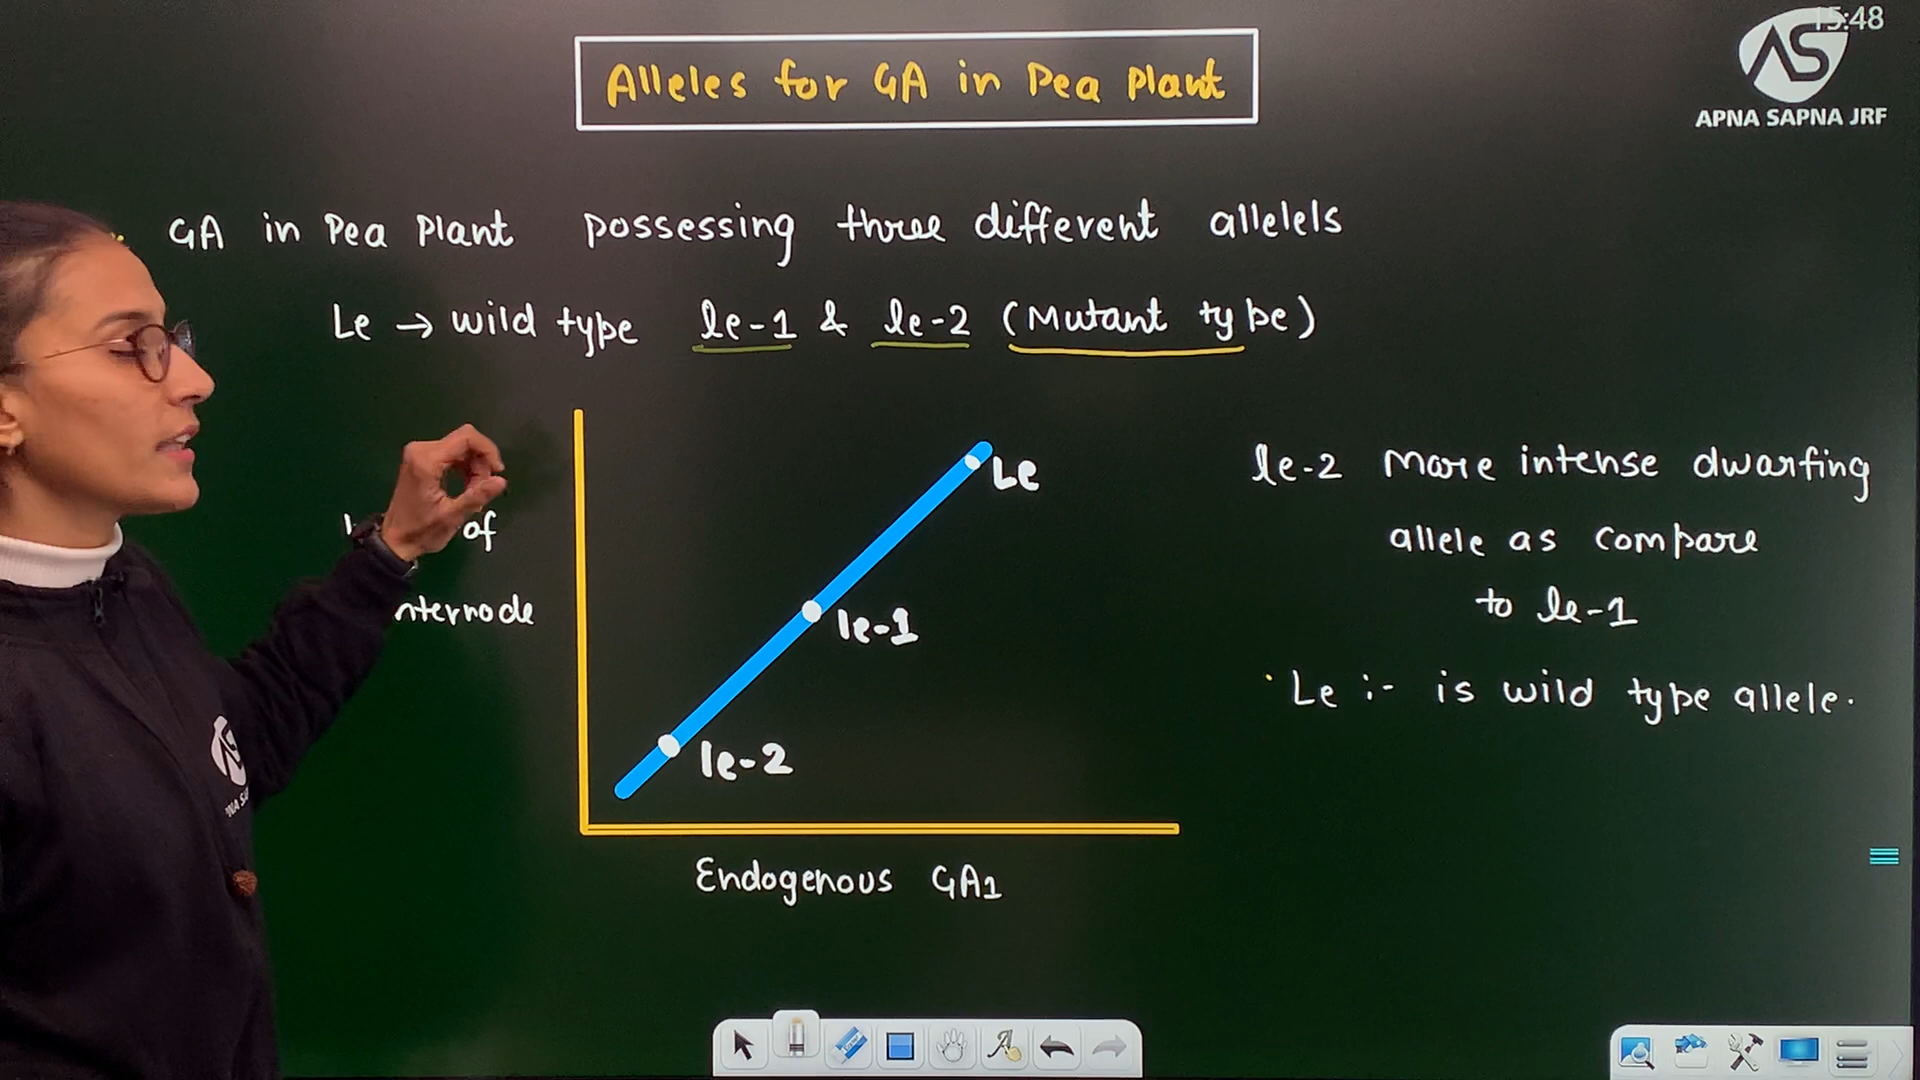 15:48
AS
APNA SAPNA JRF
Alleles for GA in Pea Plant
GA in Pea Plant possessing three different allelels
Le → wild type le-1 & le-2 (Mutant type)
Le
of
le-2 More intense dwarfing
allele as compare
to le-1
nternode
le-1
Le :- is wild type allele.
le-2
Endogenous GA1
AS